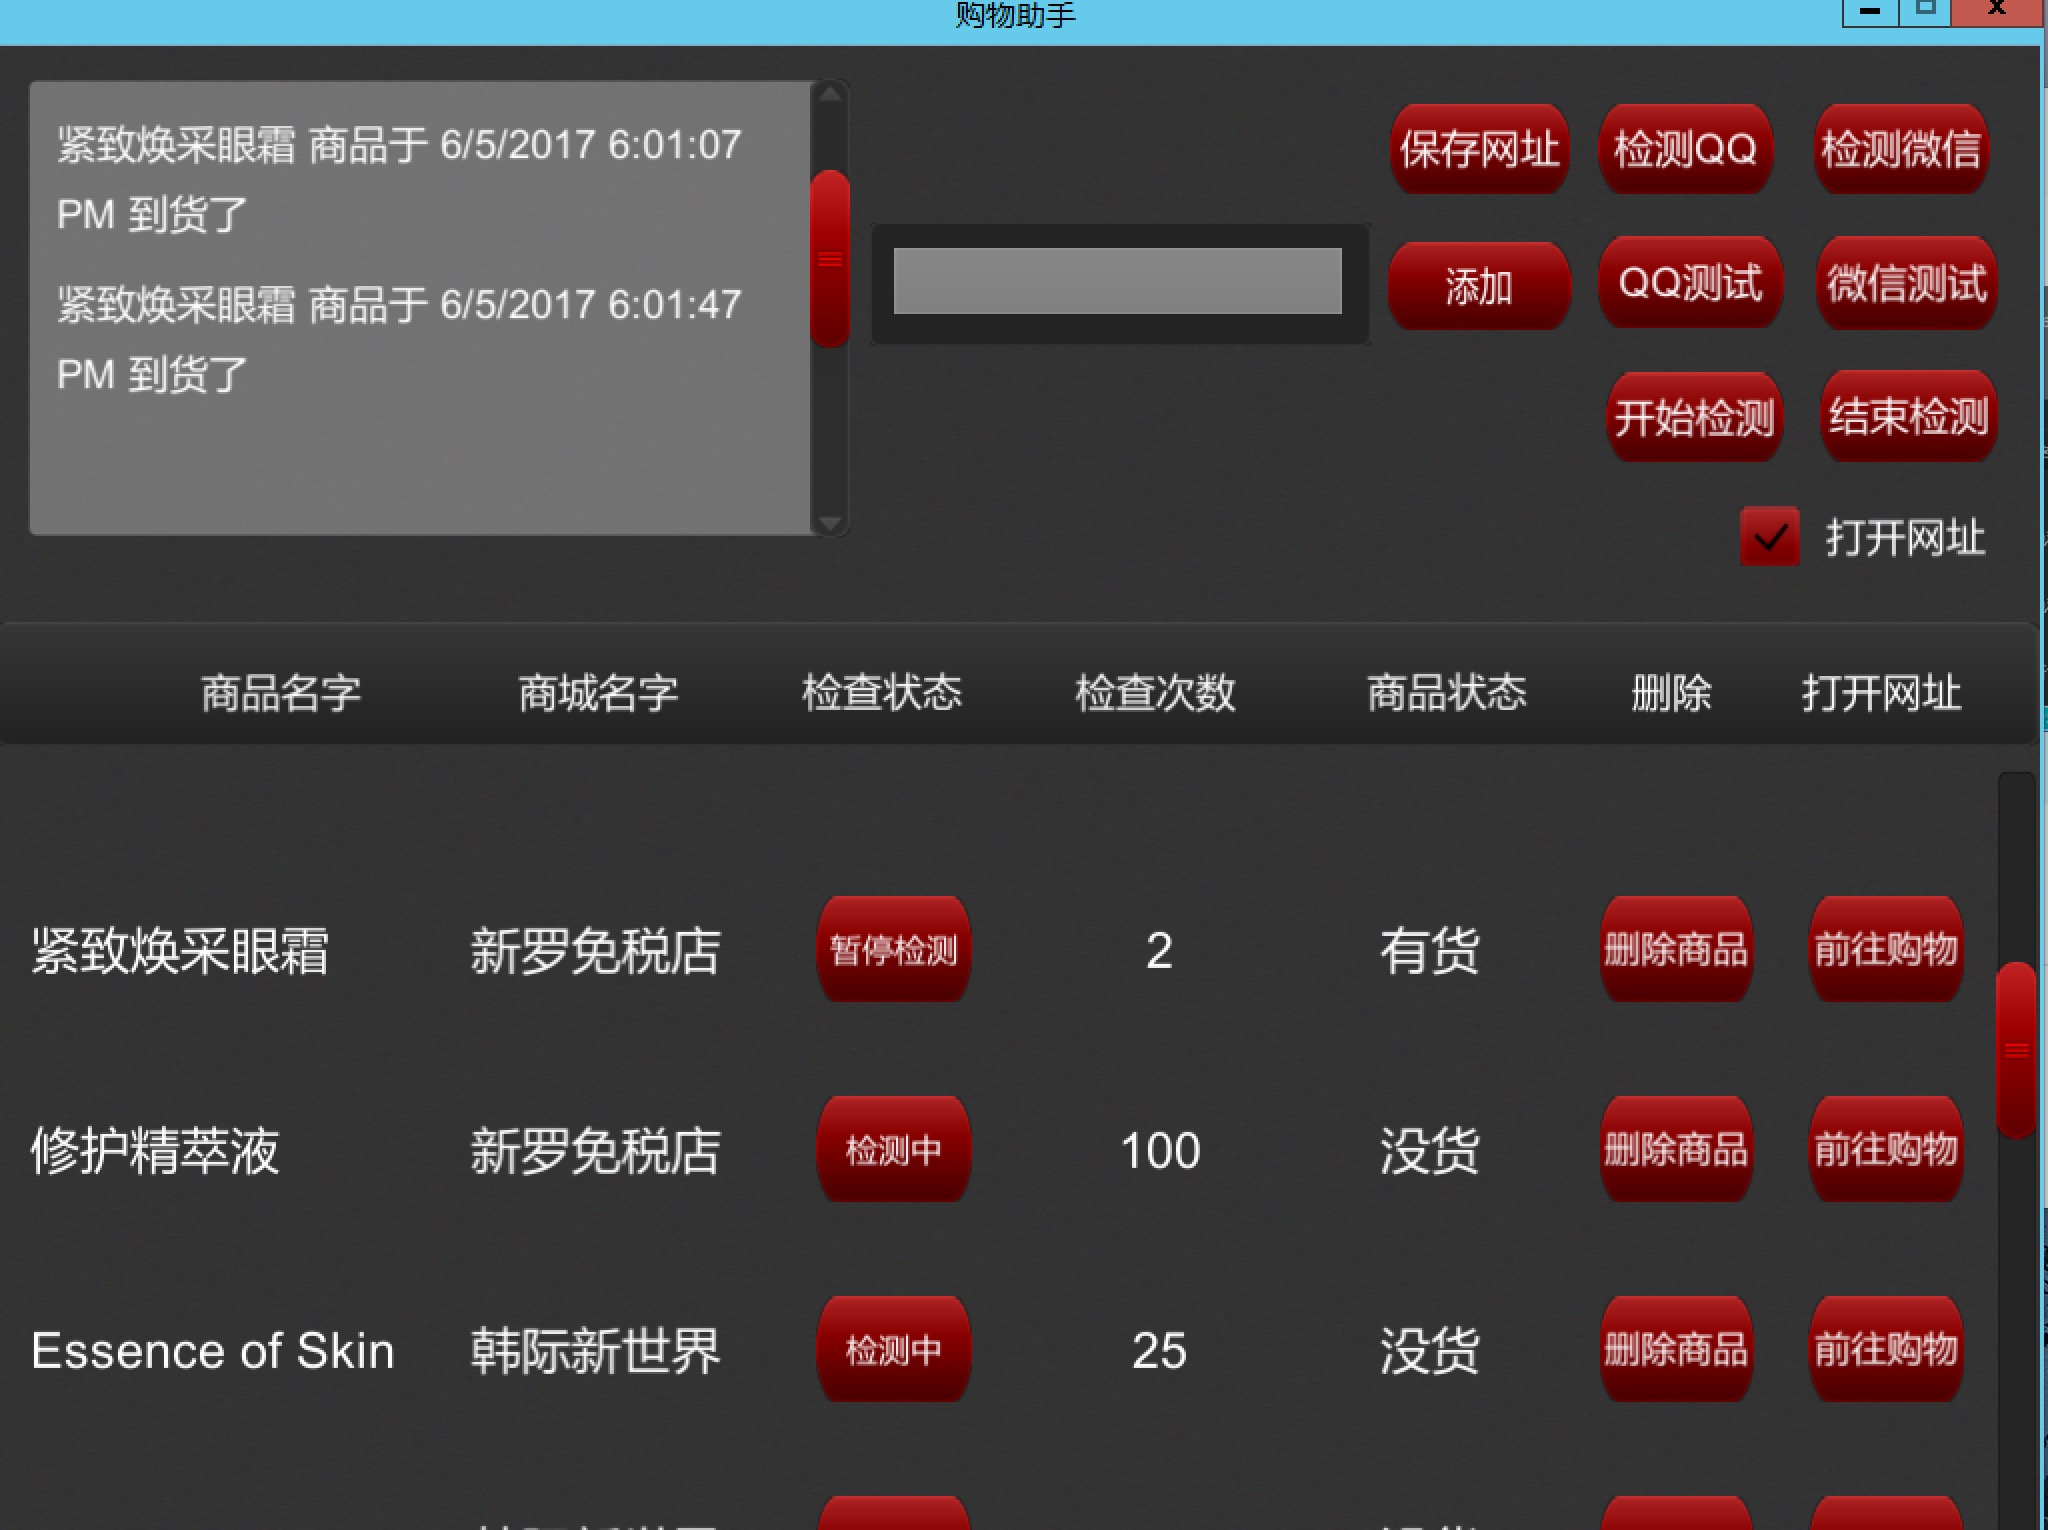 购物助手
紧致焕采眼霜 商品于 6/5/2017 6:01:07
PM 到货了
紧致焕采眼霜 商品于 6/5/2017 6:01:47
PM 到货了
保存网址 检测QQ 检测微信
添加 QQ测试 微信测试
开始检测 结束检测
打开网址
商品名字 商城名字 检查状态 检查次数 商品状态 删除 打开网址
紧致焕采眼霜 新罗免税店 暂停检测 2 有货 删除商品 前往购物
修护精萃液 新罗免税店 检测中 100 没货 删除商品 前往购物
Essence of Skin 韩际新世界 检测中 25 没货 删除商品 前往购物